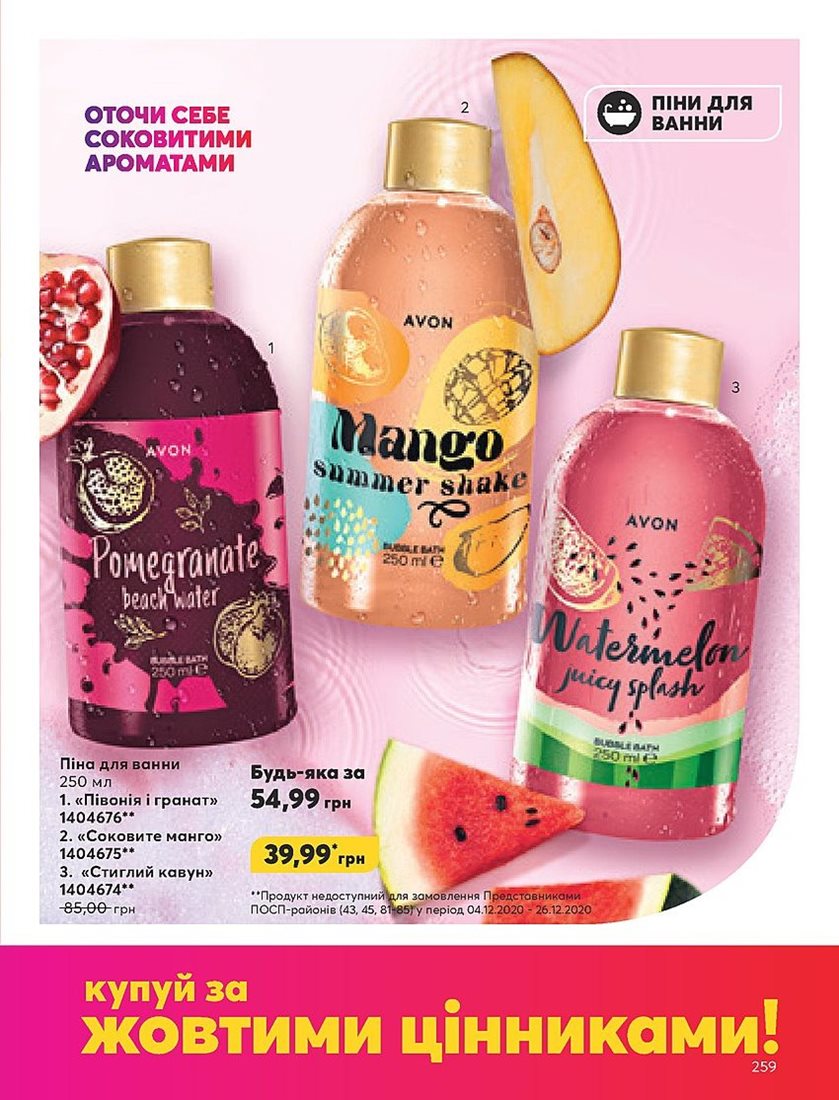 ОТОЧИ СЕБЕ
СОКОВИТИМИ
АРОМАТАМИ
ПІНИ ДЛЯ
ВАННИ
2
1
3
AVON
Mango
summer shake
BUBBLE BATH
250 ml ℮
AVON
Pomegranate
beach water
BUBBLE BATH
250 ml ℮
AVON
Watermelon
juicy splash
BUBBLE BATH
250 ml ℮
Піна для ванни
250 мл
1. «Півонія і гранат»
1404676**
2. «Соковите манго»
1404675**
3. «Стиглий кавун»
1404674**
85,00 грн
Будь-яка за
54,99 грн
39,99* грн
**Продукт недоступний для замовлення Представниками
ПОСП-районів (43, 45, 81-85) у період 04.12.2020 - 26.12.2020
купуй за
ЖОВТИМИ ЦІННИКАМИ!
259